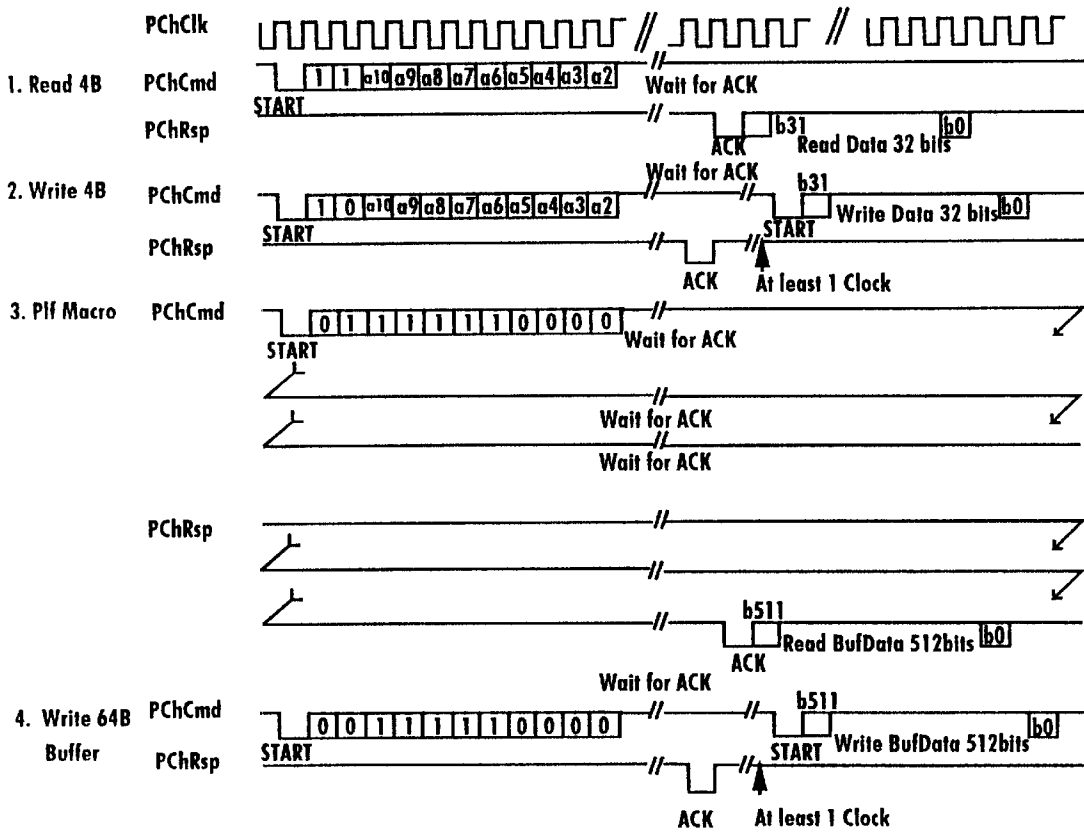 PChClk
1. Read 4B PChCmd 1 1 a10 a9 a8 a7 a6 a5 a4 a3 a2 Wait for ACK
START
PChRsp b31 b0
ACK Read Data 32 bits
Wait for ACK
2. Write 4B PChCmd 1 0 a10 a9 a8 a7 a6 a5 a4 a3 a2 b31 Write Data 32 bits b0
START START
PChRsp
ACK At least 1 Clock
3. Plf Macro PChCmd 0 1 1 1 1 1 1 0 0 0 0
START Wait for ACK
Wait for ACK
Wait for ACK
PChRsp
b511
ACK Read BufData 512bits b0
Wait for ACK
4. Write 64B PChCmd 0 0 1 1 1 1 1 0 0 0 0 b511 b0
Buffer START START Write BufData 512bits
PChRsp
ACK At least 1 Clock